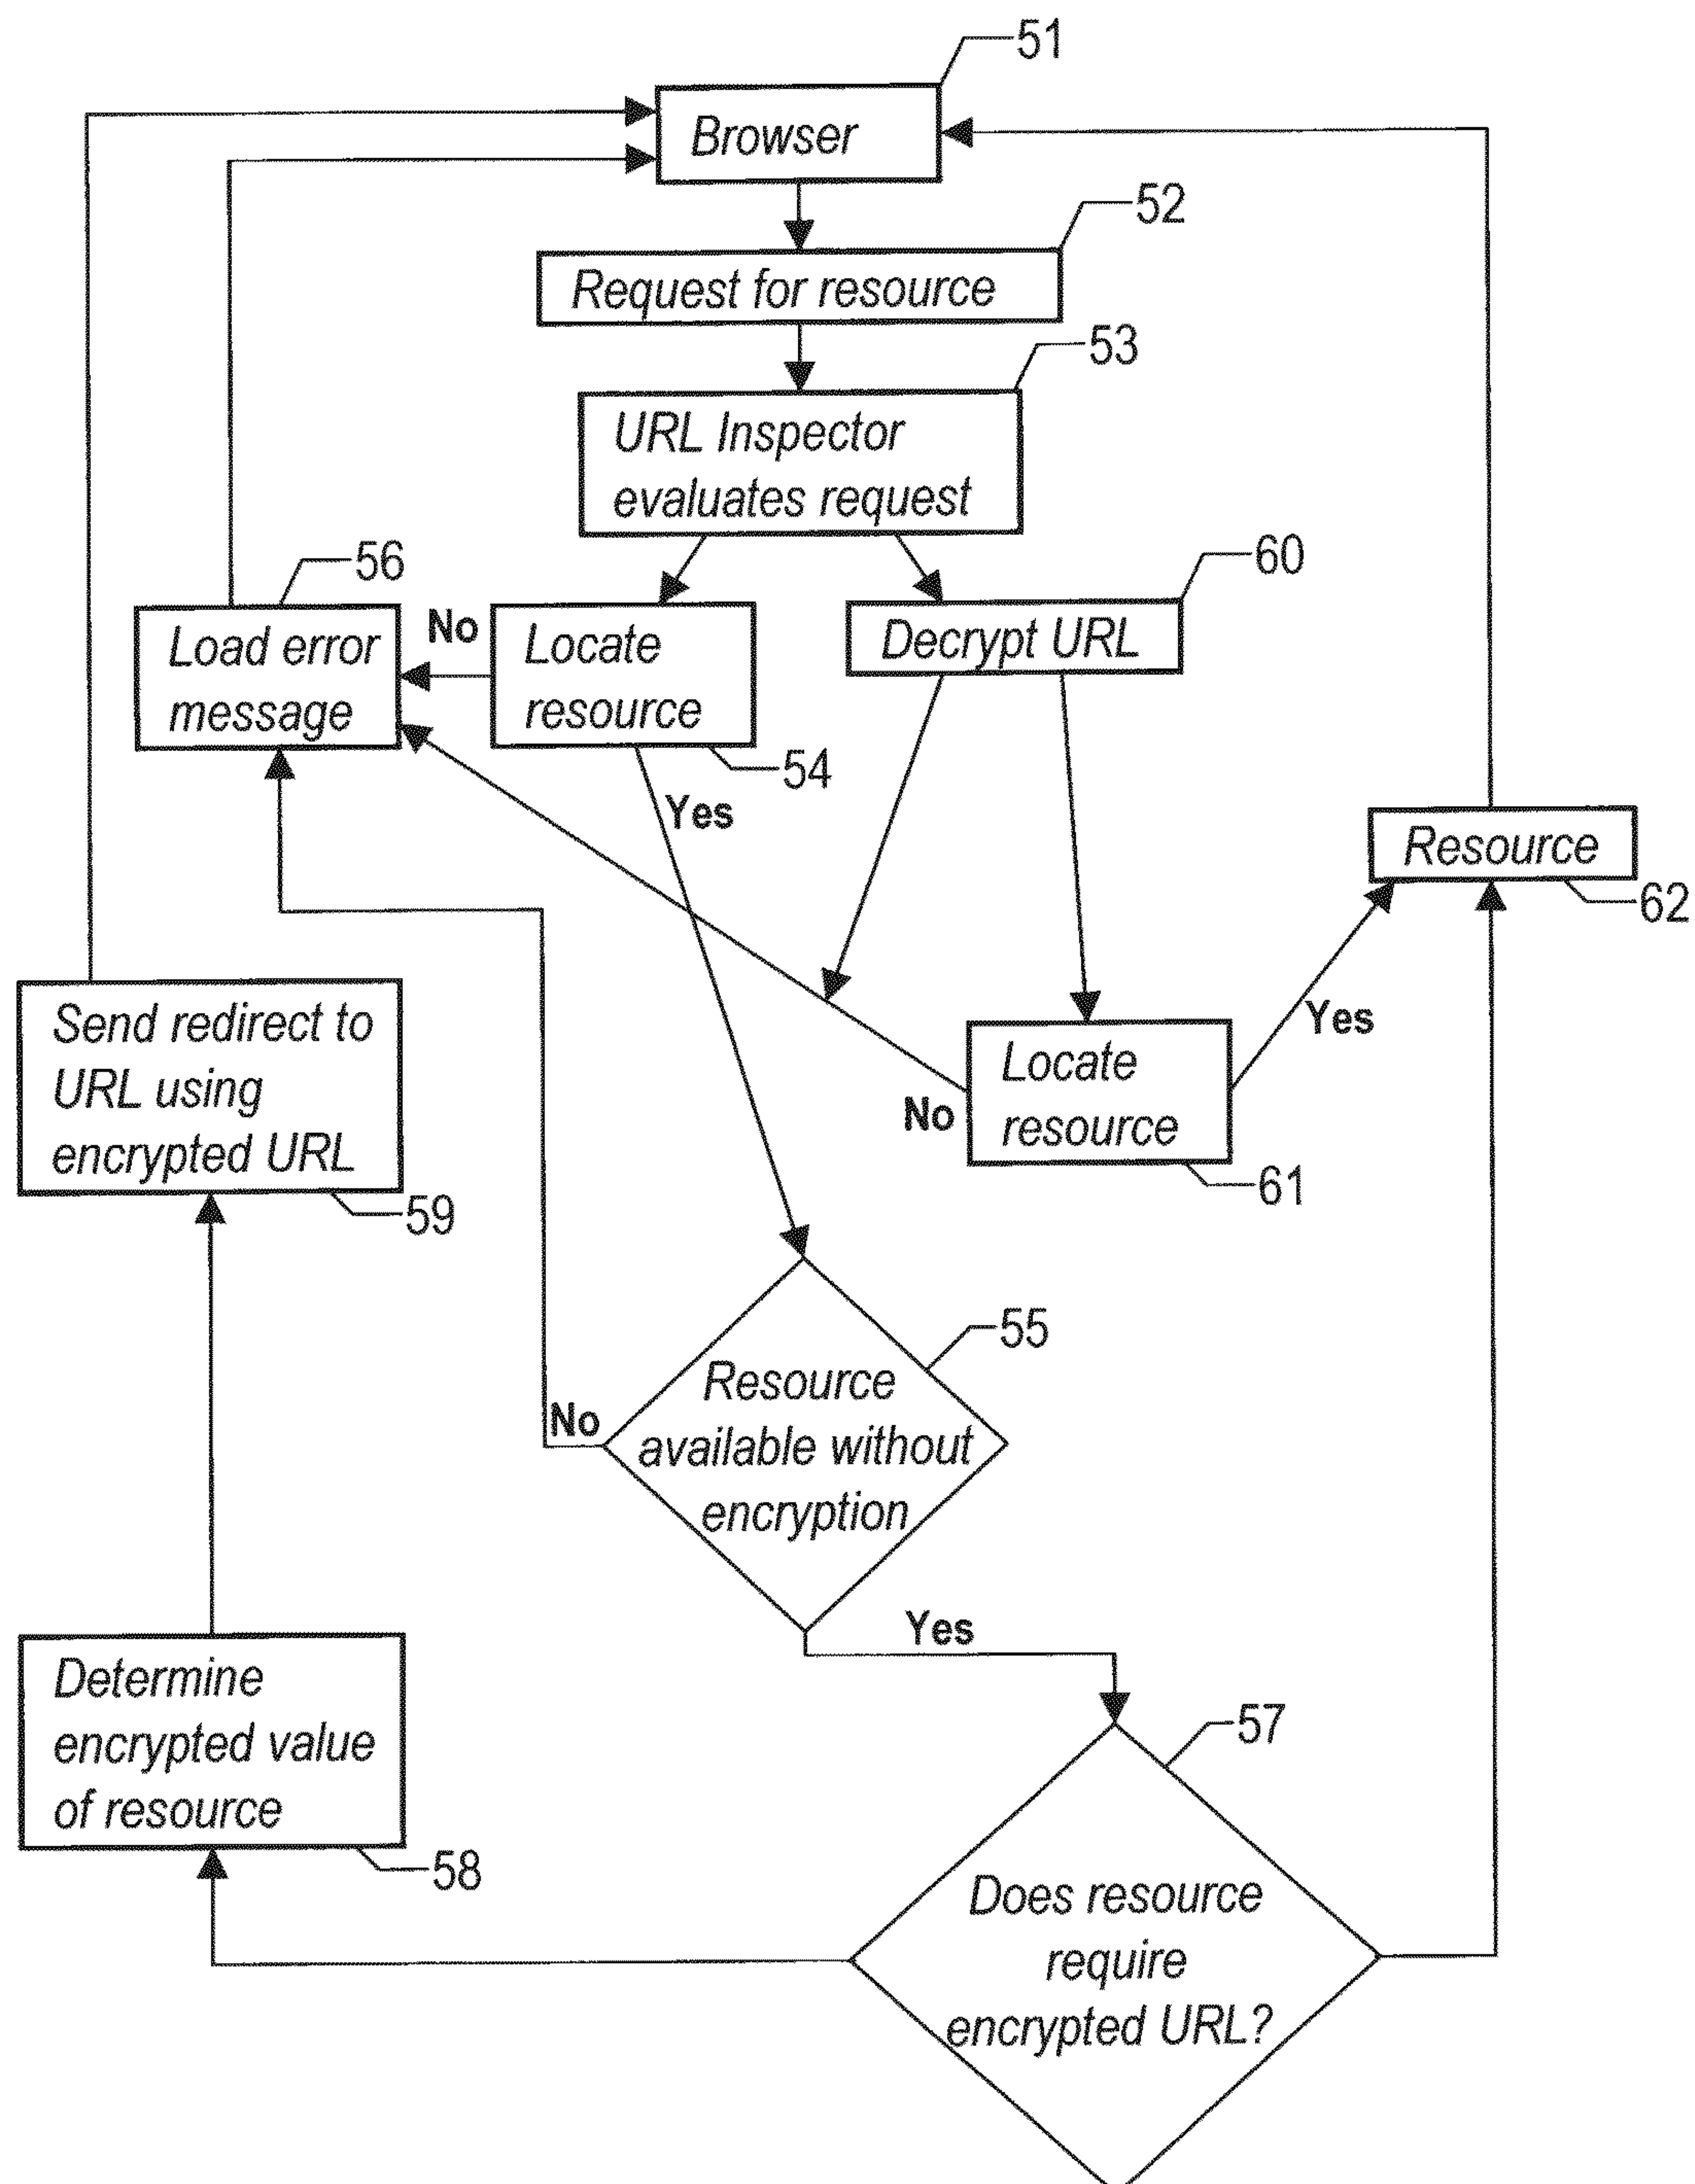 51
Browser
52
Request for resource
53
URL Inspector
evaluates request
56
60
Load error
message
No
Locate
resource
Decrypt URL
54
Yes
Resource
62
Send redirect to
URL using
encrypted URL
Yes
Locate
resource
No
61
59
55
Resource
available without
encryption
No
Yes
Determine
encrypted value
of resource
57
58
Does resource
require
encrypted URL?